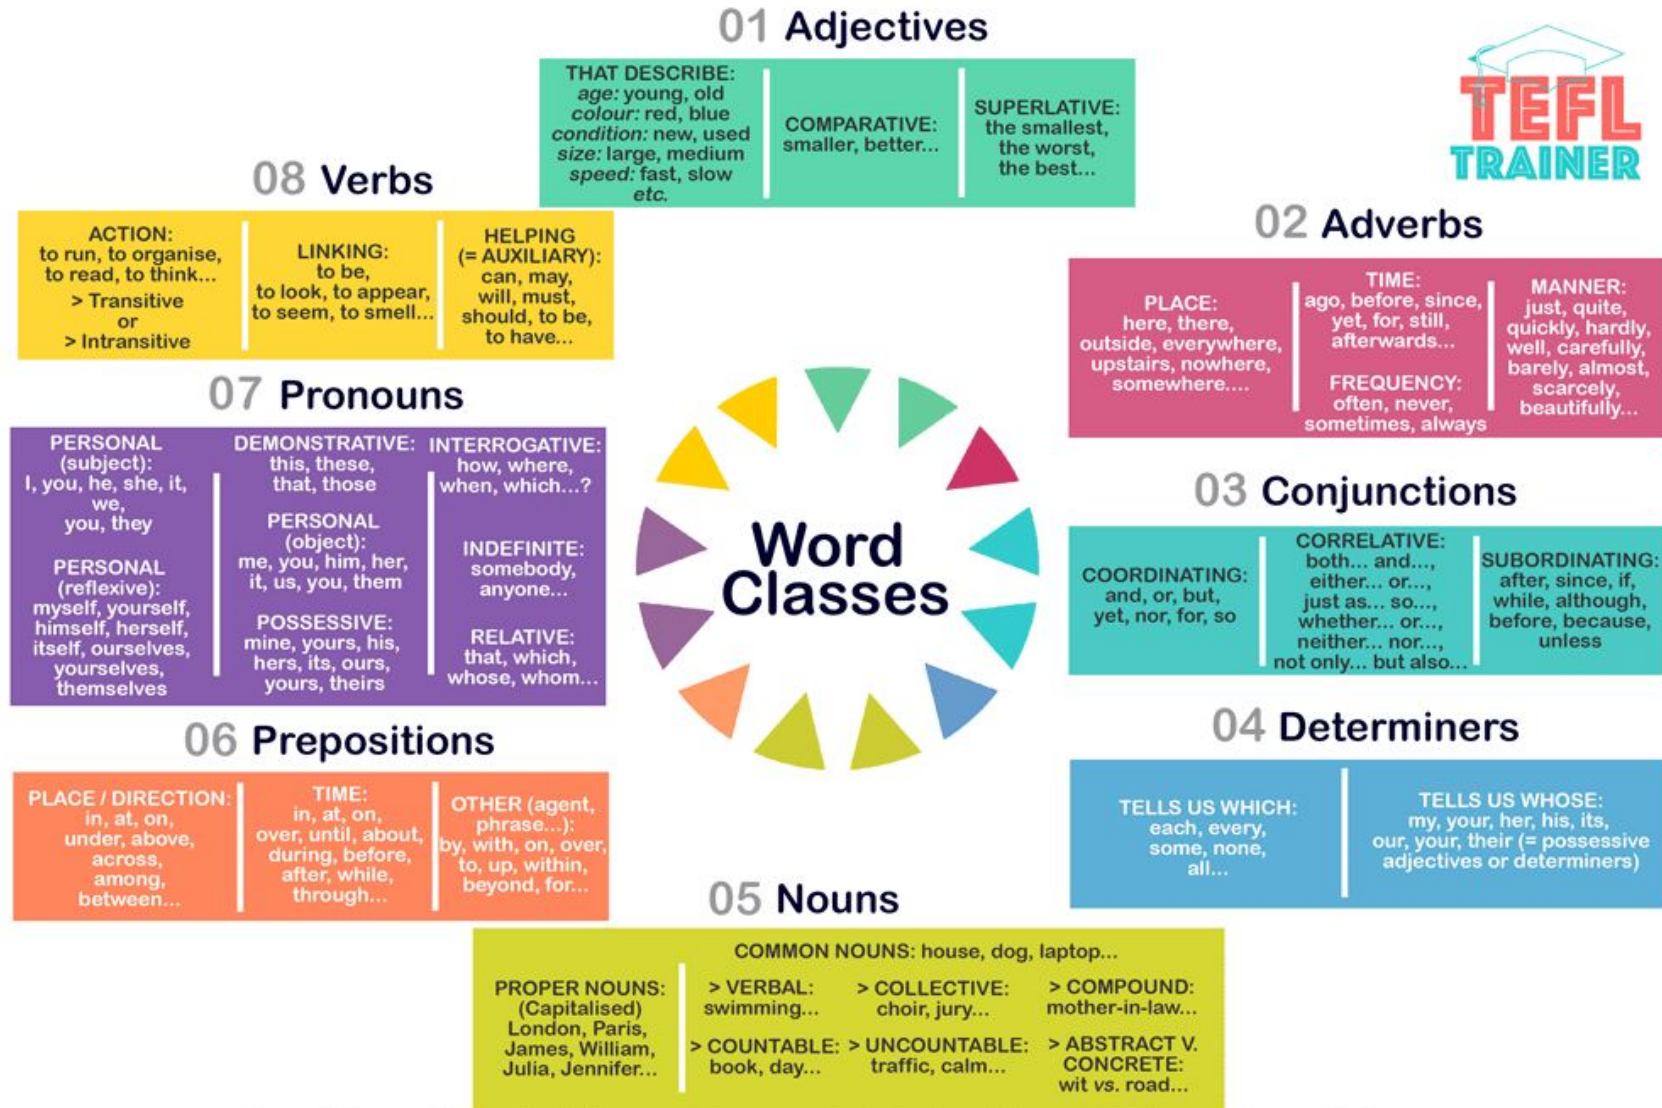 01 Adjectives
THAT DESCRIBE:
age: young, old
colour: red, blue
condition: new, used
size: large, medium
speed: fast, slow
etc.
COMPARATIVE:
smaller, better...
SUPERLATIVE:
the smallest,
the worst,
the best...
TEFL
TRAINER
02 Adverbs
PLACE:
here, there,
outside, everywhere,
upstairs, nowhere,
somewhere....
TIME:
ago, before, since,
yet, for, still,
afterwards...
FREQUENCY:
often, never,
sometimes, always
MANNER:
just, quite,
quickly, hardly,
well, carefully,
barely, almost,
scarcely,
beautifully...
03 Conjunctions
COORDINATING:
and, or, but,
yet, nor, for, so
CORRELATIVE:
both... and...,
either... or...,
just as... so...,
whether... or...,
neither... nor...,
not only... but also...
SUBORDINATING:
after, since, if,
while, although,
before, because,
unless
04 Determiners
TELLS US WHICH:
each, every,
some, none,
all...
TELLS US WHOSE:
my, your, her, his, its,
our, your, their (= possessive
adjectives or determiners)
05 Nouns
PROPER NOUNS:
(Capitalised)
London, Paris,
James, William,
Julia, Jennifer...
COMMON NOUNS: house, dog, laptop...
> VERBAL:
swimming...
> COLLECTIVE:
choir, jury...
> COMPOUND:
mother-in-law...
> COUNTABLE:
book, day...
> UNCOUNTABLE:
traffic, calm...
> ABSTRACT V.
CONCRETE:
wit vs. road...
06 Prepositions
PLACE / DIRECTION:
in, at, on,
under, above,
across,
among,
between...
TIME:
in, at, on,
over, until, about,
during, before,
after, while,
through...
OTHER (agent,
phrase...):
by, with, on, over,
to, up, within,
beyond, for...
07 Pronouns
PERSONAL
(subject):
I, you, he, she, it,
we,
you, they
PERSONAL
(reflexive):
myself, yourself,
himself, herself,
itself, ourselves,
yourselves,
themselves
DEMONSTRATIVE:
this, these,
that, those
PERSONAL
(object):
me, you, him, her,
it, us, you, them
POSSESSIVE:
mine, yours, his,
hers, its, ours,
yours, theirs
INTERROGATIVE:
how, where,
when, which...?
INDEFINITE:
somebody,
anyone...
RELATIVE:
that, which,
whose, whom...
08 Verbs
ACTION:
to run, to organise,
to read, to think...
> Transitive
or
> Intransitive
LINKING:
to be,
to look, to appear,
to seem, to smell...
HELPING
(= AUXILIARY):
can, may,
will, must,
should, to be,
to have...
Word
Classes